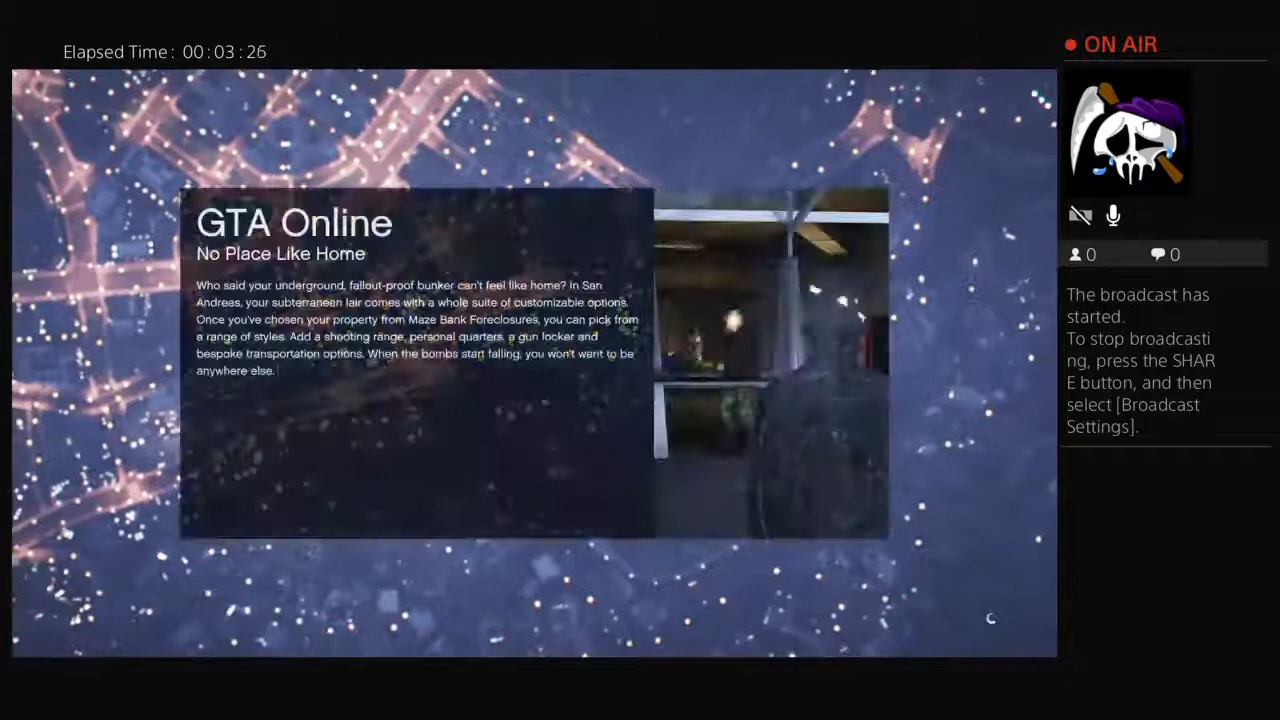 Elapsed Time: 00:03:26
ON AIR
GTA Online
No Place Like Home
Who said your underground, fallout-proof bunker can't feel like home? In San
Andreas, your subterranean lair comes with a whole suite of customizable options.
Once you've chosen your property from Maze Bank Foreclosures, you can pick from
a range of styles. Add a shooting range, personal quarters, a gun locker and
bespoke transportation options. When the bombs start falling, you won't want to be
anywhere else.
0
0
The broadcast has
started.
To stop broadcasti
ng, press the SHAR
E button, and then
select [Broadcast
Settings].